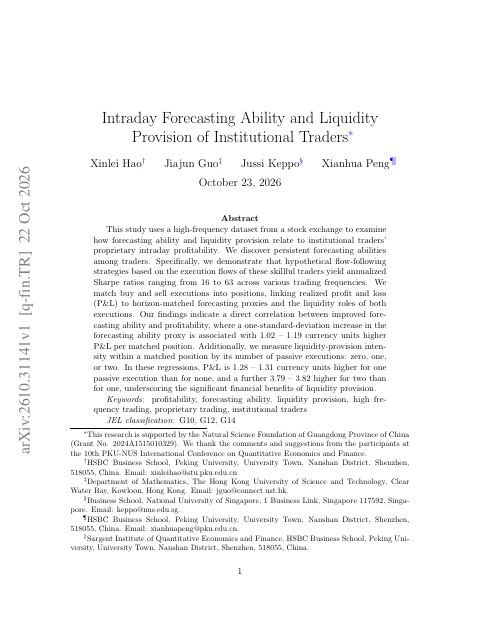 arXiv:2610.31141v1 [q-fin.TR] 22 Oct 2026
Intraday Forecasting Ability and Liquidity
Provision of Institutional Traders*
Xinlei Hao† Jiajun Guo‡ Jussi Keppo§ Xianhua Peng¶
October 23, 2026
Abstract
This study uses a high-frequency dataset from a stock exchange to examine
how forecasting ability and liquidity provision relate to institutional traders'
proprietary intraday profitability. We discover persistent forecasting abilities
among traders. Specifically, we demonstrate that hypothetical flow-following
strategies based on the execution flows of these skillful traders yield annualized
Sharpe ratios ranging from 16 to 63 across various trading frequencies. We
match buy and sell executions into positions, linking realized profit and loss
(P&L) to horizon-matched forecasting proxies and the liquidity roles of both
executions. Our findings indicate a direct correlation between improved fore-
casting ability and profitability, where a one-standard-deviation increase in the
forecasting ability proxy is associated with 1.02 – 1.19 currency units higher
P&L per matched position. Additionally, we measure liquidity-provision inten-
sity within a matched position by its number of passive executions: zero, one,
or two. In these regressions, P&L is 1.28 – 1.31 currency units higher for one
passive execution than for none, and a further 3.79 – 3.82 higher for two than
for one, underscoring the significant financial benefits of liquidity provision.
Keywords: profitability, forecasting ability, liquidity provision, high fre-
quency trading, proprietary trading, institutional traders
JEL classification: G10, G12, G14
*This research is supported by the Natural Science Foundation of Guangdong Province of China
(Grant No. 2024A1515010329). We thank the comments and suggestions from the participants at
the 10th PKU-NUS International Conference on Quantitative Economics and Finance.
†HSBC Business School, Peking University, University Town, Nanshan District, Shenzhen,
518055, China. Email: xinleihao@stu.pku.edu.cn
‡Department of Mathematics, The Hong Kong University of Science and Technology, Clear
Water Bay, Kowloon, Hong Kong. Email: jguo@connect.ust.hk.
§Business School, National University of Singapore, 1 Business Link, Singapore 117592, Singa-
pore. Email: keppo@nus.edu.sg.
¶HSBC Business School, Peking University, University Town, Nanshan District, Shenzhen,
518055, China. Email: xianhuapeng@pku.edu.cn.
‖Sargent Institute of Quantitative Economics and Finance, HSBC Business School, Peking Uni-
versity, University Town, Nanshan District, Shenzhen, 518055, China.
1